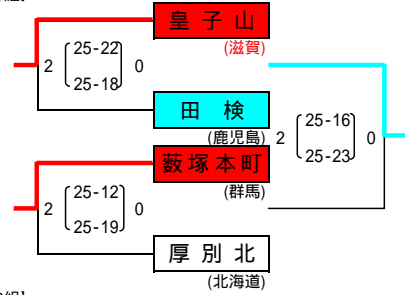 皇子山
(滋賀)
2 25-22 0
25-18
田検
(鹿児島)
2 25-16 0
25-23
薮塚本町
(群馬)
2 25-12 0
25-19
厚別北
(北海道)